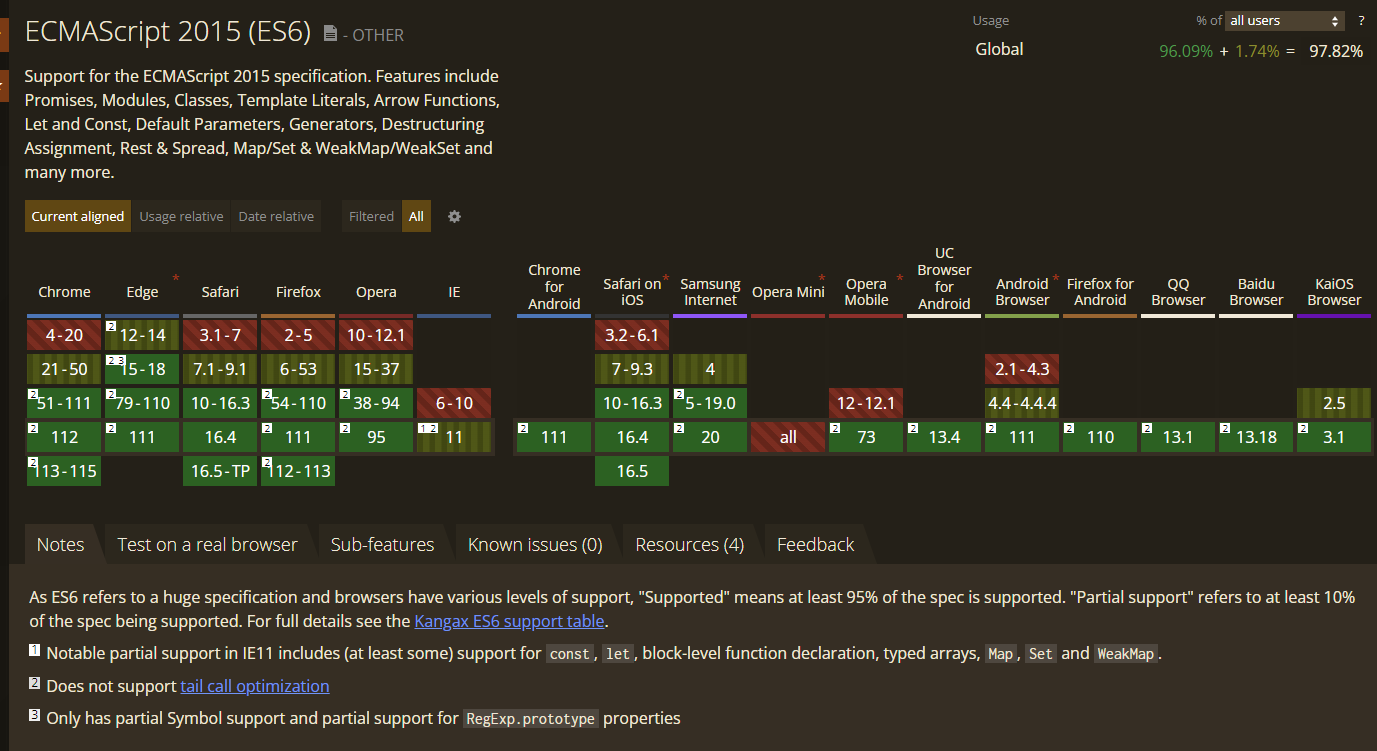 ECMAScript 2015 (ES6) - OTHER
Usage % of all users ?
Global 96.09% + 1.74% = 97.82%
Support for the ECMAScript 2015 specification. Features include
Promises, Modules, Classes, Template Literals, Arrow Functions,
Let and Const, Default Parameters, Generators, Destructuring
Assignment, Rest & Spread, Map/Set & WeakMap/WeakSet and
many more.
Current aligned Usage relative Date relative Filtered All
Chrome Edge * Safari Firefox Opera IE Chrome for Android Safari on iOS * Samsung Internet Opera Mini * Opera Mobile * UC Browser for Android Android Browser * Firefox for Android QQ Browser Baidu Browser KaiOS Browser
4-20 2 12-14 3.1-7 2-5 10-12.1 3.2-6.1
21-50 2 3 15-18 7.1-9.1 6-53 15-37 7-9.3 4 2.1-4.3
2 51-111 2 79-110 10-16.3 2 54-110 2 38-94 6-10 10-16.3 2 5-19.0 12-12.1 4.4-4.4.4 2.5
2 112 2 111 16.4 2 111 2 95 1 2 11 2 111 16.4 2 20 all 2 73 2 13.4 2 111 2 110 2 13.1 2 13.18 2 3.1
2 113-115 16.5-TP 2 112-113 16.5
Notes Test on a real browser Sub-features Known issues (0) Resources (4) Feedback
As ES6 refers to a huge specification and browsers have various levels of support, "Supported" means at least 95% of the spec is supported. "Partial support" refers to at least 10%
of the spec being supported. For full details see the Kangax ES6 support table.
1 Notable partial support in IE11 includes (at least some) support for const, let, block-level function declaration, typed arrays, Map, Set and WeakMap.
2 Does not support tail call optimization
3 Only has partial Symbol support and partial support for RegExp.prototype properties